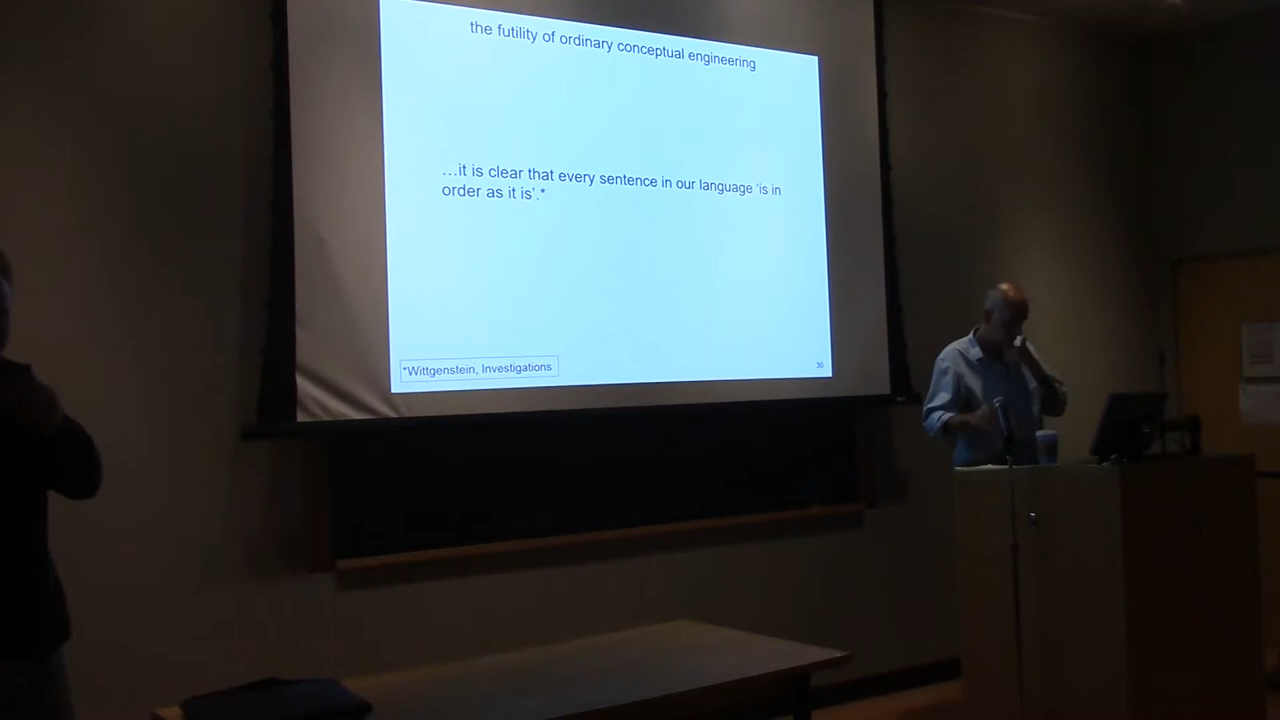 the futility of ordinary conceptual engineering
…it is clear that every sentence in our language 'is in
order as it is'.*
*Wittgenstein, Investigations
30